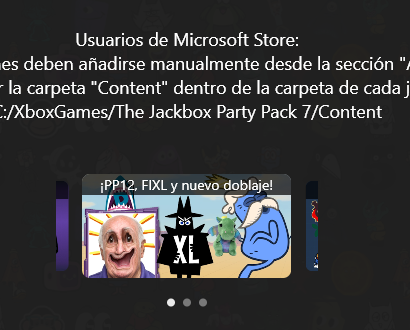 Usuarios de Microsoft Store:
es deben añadirse manualmente desde la sección "A
r la carpeta "Content" dentro de la carpeta de cada j
C:/XboxGames/The Jackbox Party Pack 7/Content
¡PP12, FIXL y nuevo doblaje!
XL